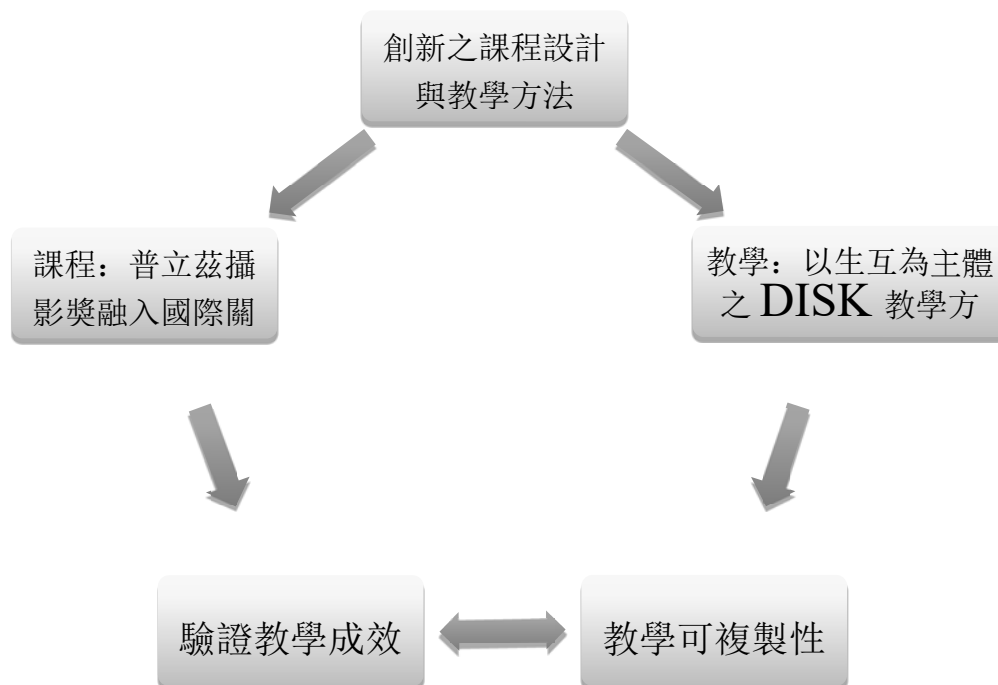 創新之課程設計
與教學方法
課程：普立茲攝
影獎融入國際關
教學：以生互為主體
之 DISK 教學方
驗證教學成效
教學可複製性